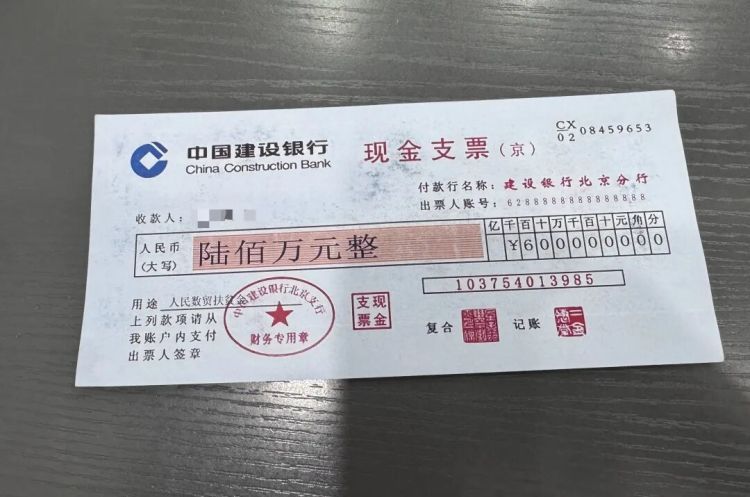 中国建设银行
China Construction Bank
现金支票(京)
CX
02 08459653
付款行名称：建设银行北京分行
出票人账号：6288888888888888
收款人：
人民币
(大写)
陆佰万元整
亿千百十万千百十元角分
¥600000000
103754013985
用途 人民数贸扶贫
上列款项请从
我账户内支付
出票人签章
中国建设银行北京支行
财务专用章
现金
支票
复合
记账